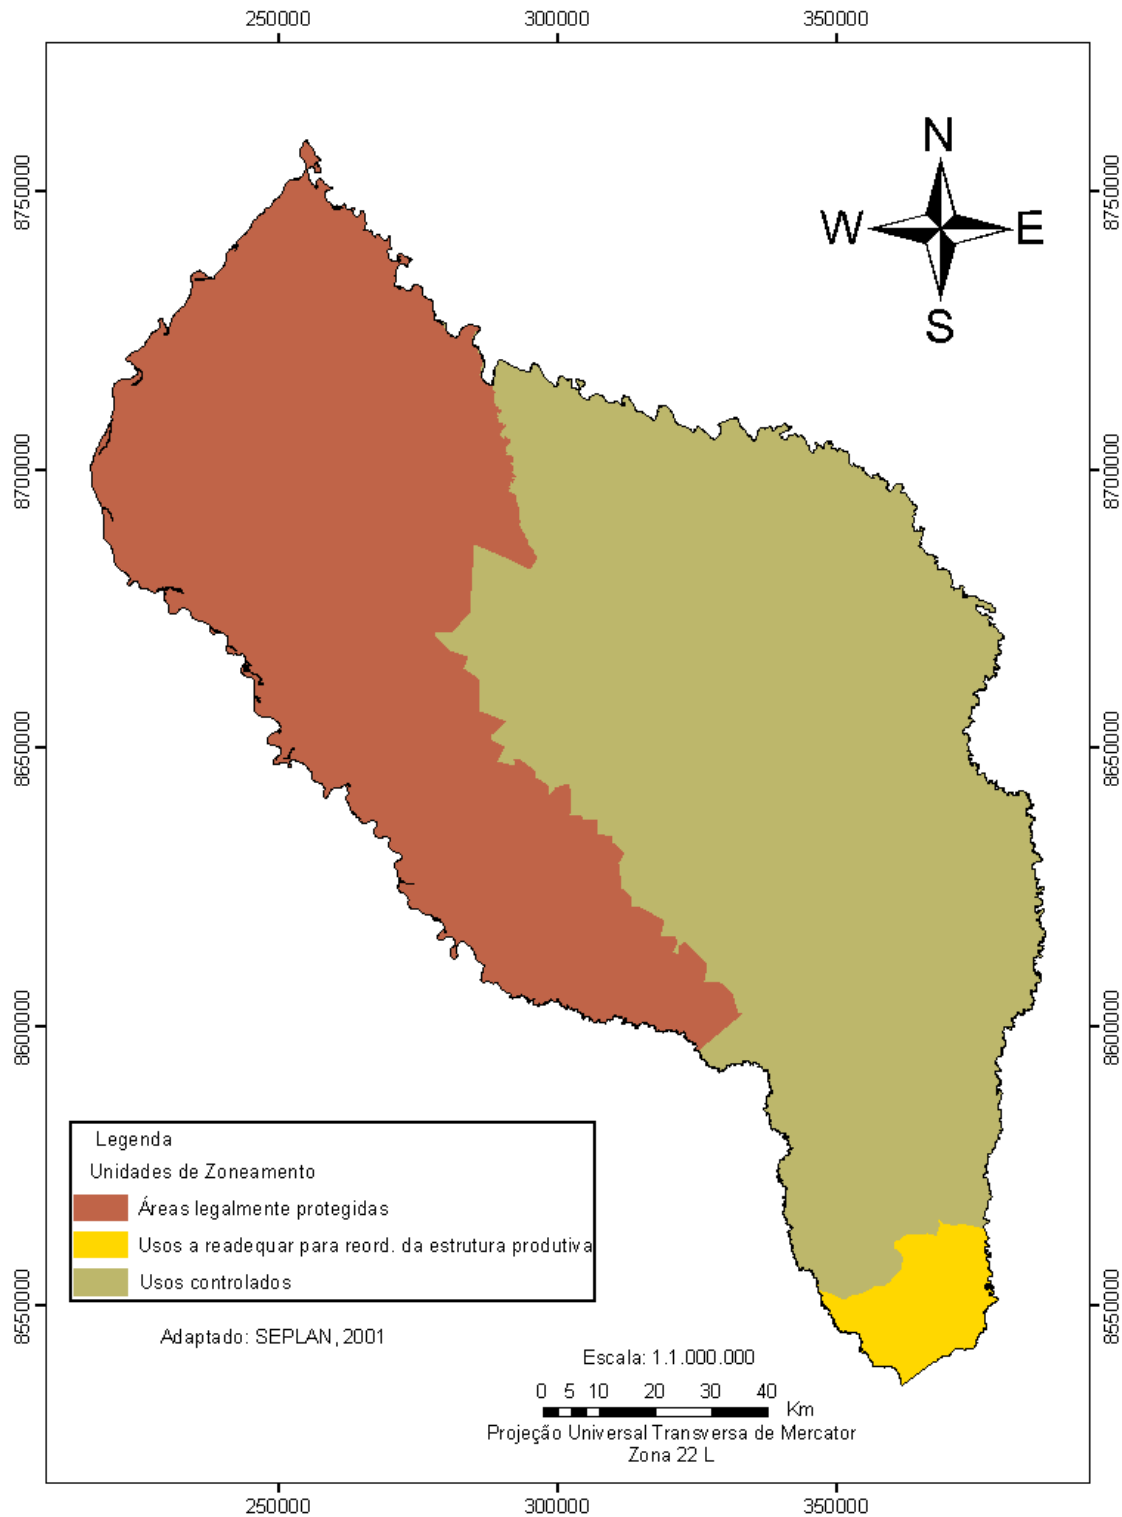 250000 300000 350000
N
W E
S
8750000 8750000
8700000 8700000
8650000 8650000
8600000 8600000
8550000 8550000
Legenda
Unidades de Zoneamento
Áreas legalmente protegidas
Usos a readequar para reord. da estrutura produtiva
Usos controlados
Adaptado: SEPLAN, 2001
Escala: 1.1.000.000
0 5 10 20 30 40
Km
Projeção Universal Transversa de Mercator
Zona 22 L
250000 300000 350000